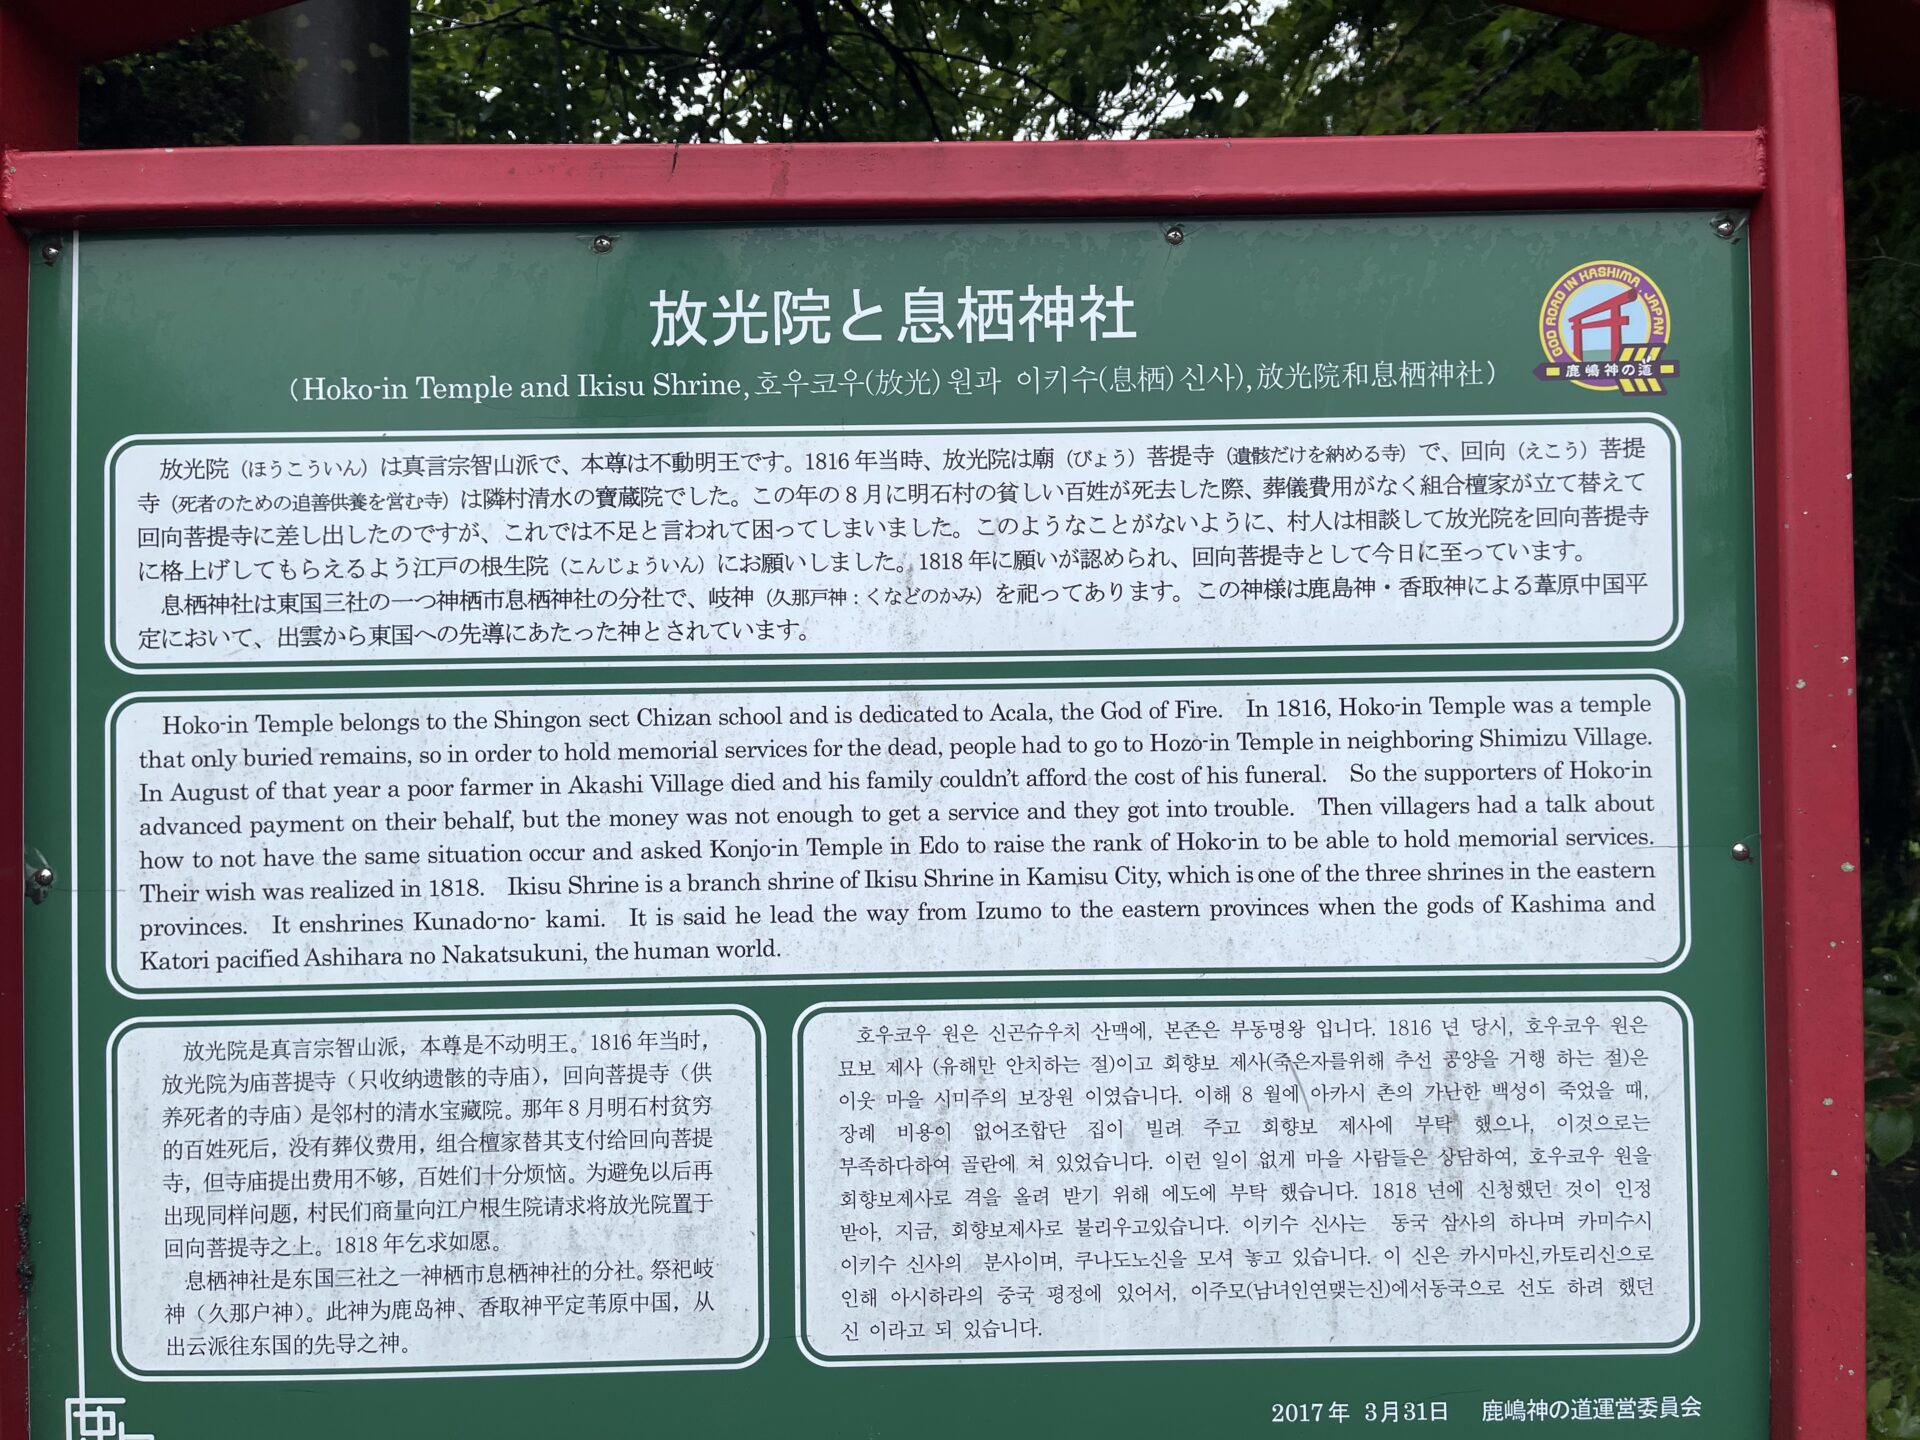 放光院と息栖神社
GOD ROAD IN KASHIMA, JAPAN
鹿嶋神の道
（Hoko-in Temple and Ikisu Shrine,호우코우(放光)원과 이키수(息栖)신사),放光院和息栖神社）
放光院（ほうこういん）は真言宗智山派で、本尊は不動明王です。1816年当時、放光院は廟（びょう）菩提寺（遺骸だけを納める寺）で、回向（えこう）菩提
寺（死者のための追善供養を営む寺）は隣村清水の寶蔵院でした。この年の8月に明石村の貧しい百姓が死去した際、葬儀費用がなく組合檀家が立て替えて
回向菩提寺に差し出したのですが、これでは不足と言われて困ってしまいました。このようなことがないように、村人は相談して放光院を回向菩提寺
に格上げしてもらえるよう江戸の根生院（こんじょういん）にお願いしました。1818年に願いが認められ、回向菩提寺として今日に至っています。
息栖神社は東国三社の一つ神栖市息栖神社の分社で、岐神（久那戸神：くなどのかみ）を祀ってあります。この神様は鹿島神・香取神による葦原中国平
定において、出雲から東国への先導にあたった神とされています。
Hoko-in Temple belongs to the Shingon sect Chizan school and is dedicated to Acala, the God of Fire. In 1816, Hoko-in Temple was a temple
that only buried remains, so in order to hold memorial services for the dead, people had to go to Hozo-in Temple in neighboring Shimizu Village.
In August of that year a poor farmer in Akashi Village died and his family couldn't afford the cost of his funeral. So the supporters of Hoko-in
advanced payment on their behalf, but the money was not enough to get a service and they got into trouble. Then villagers had a talk about
how to not have the same situation occur and asked Konjo-in Temple in Edo to raise the rank of Hoko-in to be able to hold memorial services.
Their wish was realized in 1818. Ikisu Shrine is a branch shrine of Ikisu Shrine in Kamisu City, which is one of the three shrines in the eastern
provinces. It enshrines Kunado-no- kami. It is said he lead the way from Izumo to the eastern provinces when the gods of Kashima and
Katori pacified Ashihara no Nakatsukuni, the human world.
放光院是真言宗智山派，本尊是不动明王。1816年当时，
放光院为庙菩提寺（只收纳遗骸的寺庙），回向菩提寺（供
养死者的寺庙）是邻村的清水宝藏院。那年8月明石村贫穷
的百姓死后，没有葬仪费用，组合檀家替其支付给回向菩提
寺，但寺庙提出费用不够，百姓们十分烦恼。为避免以后再
出现同样问题，村民们商量向江户根生院请求将放光院置于
回向菩提寺之上。1818年乞求如愿。
息栖神社是东国三社之一神栖市息栖神社的分社。祭祀岐
神（久那户神）。此神为鹿岛神、香取神平定苇原中国，从
出云派往东国的先导之神。
호우코우 원은 신곤슈우치 산맥에, 본존은 부동명왕 입니다. 1816 년 당시, 호우코우 원은
묘보 제사 (유해만 안치하는 절)이고 회향보 제사(죽은자를위해 추선 공양을 거행 하는 절)은
이웃 마을 시미주의 보장원 이였습니다. 이해 8 월에 아카시 촌의 가난한 백성이 죽었을 때,
장례 비용이 없어조합단 집이 빌려 주고 회향보 제사에 부탁 했으나, 이것으로는
부족하다하여 골란에 쳐 있었습니다. 이런 일이 없게 마을 사람들은 상담하여, 호우코우 원을
회향보제사로 격을 올려 받기 위해 에도에 부탁 했습니다. 1818 년에 신청했던 것이 인정
받아, 지금, 회향보제사로 불리우고있습니다. 이키수 신사는 동국 삼사의 하나며 카미수시
이키수 신사의 분사이며, 쿠나도노신을 모셔 놓고 있습니다. 이 신은 카시마신,카토리신으로
인해 아시하라의 중국 평정에 있어서, 이주모(남녀인연맺는신)에서동국으로 선도 하려 했던
신 이라고 되 있습니다.
2017年 3月31日 鹿嶋神の道運営委員会